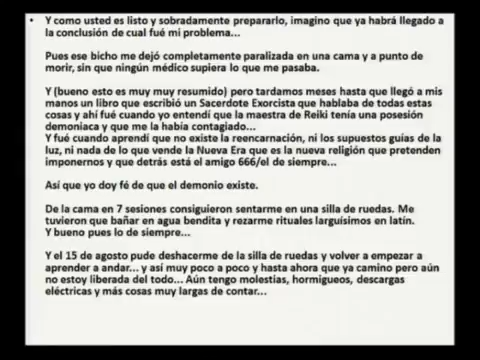 • Y como usted es listo y sobradamente prepararlo, imagino que ya habrá llegado a
la conclusión de cual fué mi problema...
Pues ese bicho me dejó completamente paralizada en una cama y a punto de
morir, sin que ningún médico supiera lo que me pasaba.
Y (bueno esto es muy muy resumido) pero tardamos meses hasta que llegó a mis
manos un libro que escribió un Sacerdote Exorcista que hablaba de todas estas
cosas y ahí fué cuando yo entendí que la maestra de Reiki tenía una posesión
demoniaca y que me la había contagiado...
Y fué cuando aprendí que no existe la reencarnación, ni los supuestos guías de la
luz, ni nada de lo que vende la Nueva Era que es la nueva religión que pretenden
imponernos y que detrás está el amigo 666/el de siempre...
Así que yo doy fé de que el demonio existe.
De la cama en 7 sesiones consiguieron sentarme en una silla de ruedas. Me
tuvieron que bañar en agua bendita y rezarme rituales larguísimos en latín.
Y bueno pues lo de siempre...
Y el 15 de agosto pude deshacerme de la silla de ruedas y volver a empezar a
aprender a andar... y así muy poco a poco y hasta ahora que ya camino pero aún
no estoy liberada del todo... Aún tengo molestias, hormigueos, descargas
eléctricas y más cosas muy largas de contar...